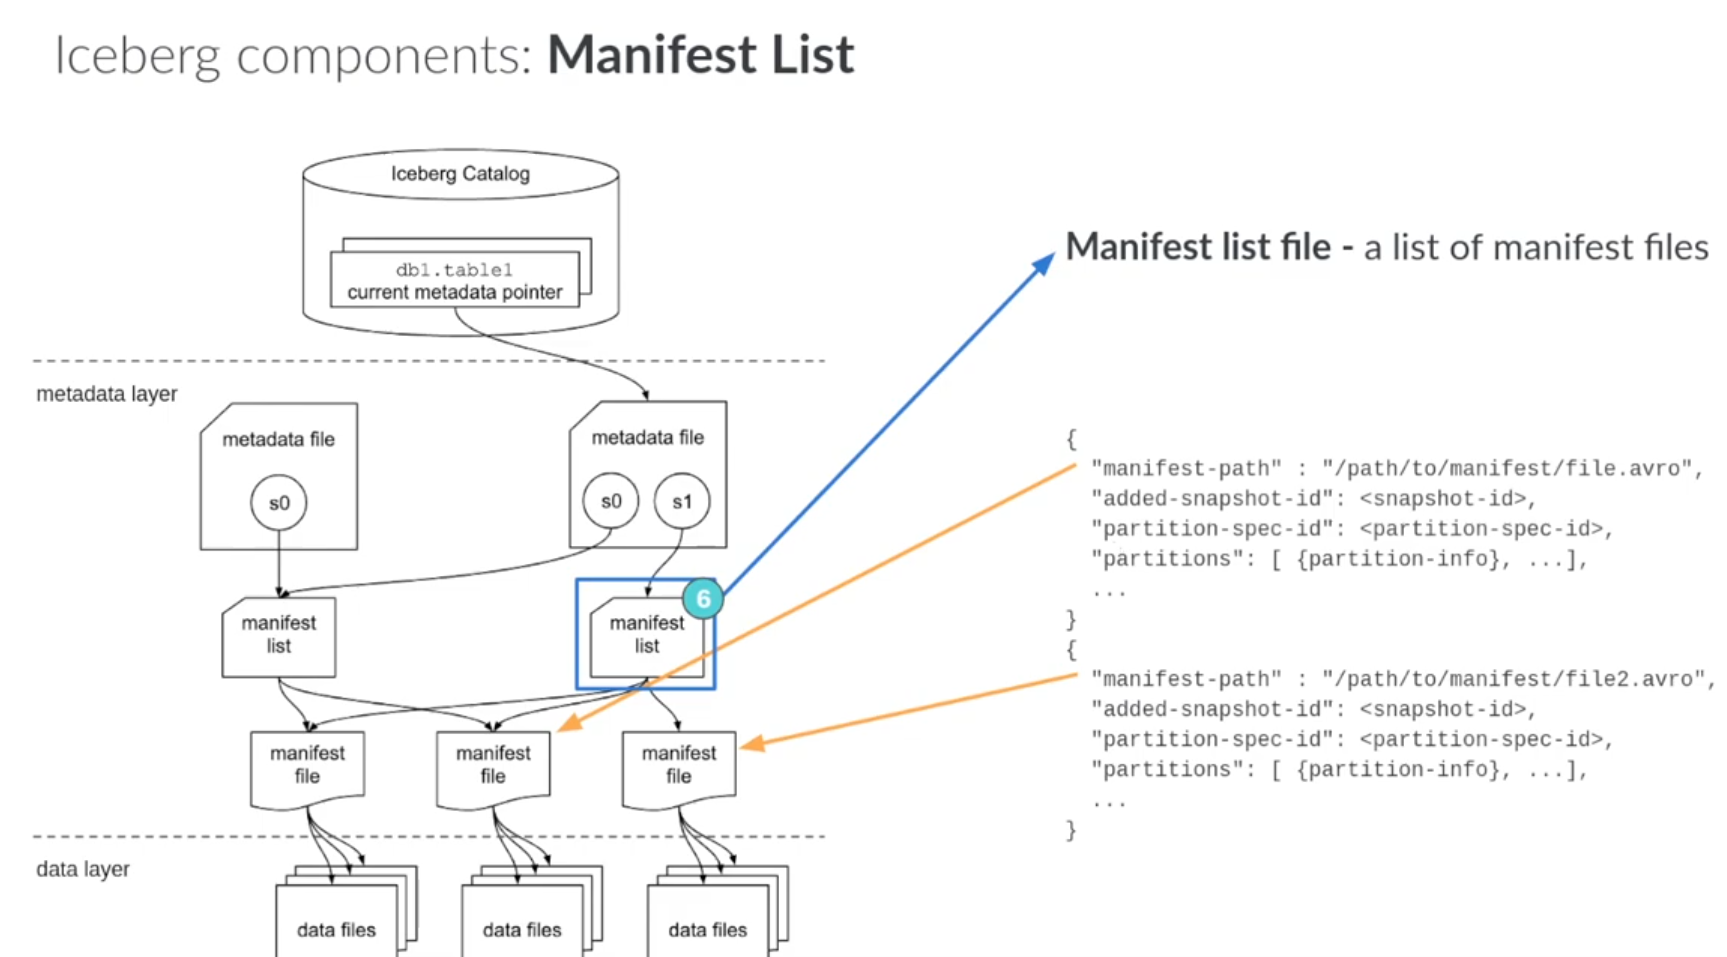 Iceberg components: Manifest List
Iceberg Catalog
db1.table1
current metadata pointer
metadata layer
metadata file
s0
metadata file
s0
s1
manifest
list
manifest
list
6
manifest
file
manifest
file
manifest
file
data layer
data files
data files
data files
Manifest list file - a list of manifest files
{
"manifest-path" : "/path/to/manifest/file.avro",
"added-snapshot-id": <snapshot-id>,
"partition-spec-id": <partition-spec-id>,
"partitions": [ {partition-info}, ...],
...
}
{
"manifest-path" : "/path/to/manifest/file2.avro",
"added-snapshot-id": <snapshot-id>,
"partition-spec-id": <partition-spec-id>,
"partitions": [ {partition-info}, ...],
...
}